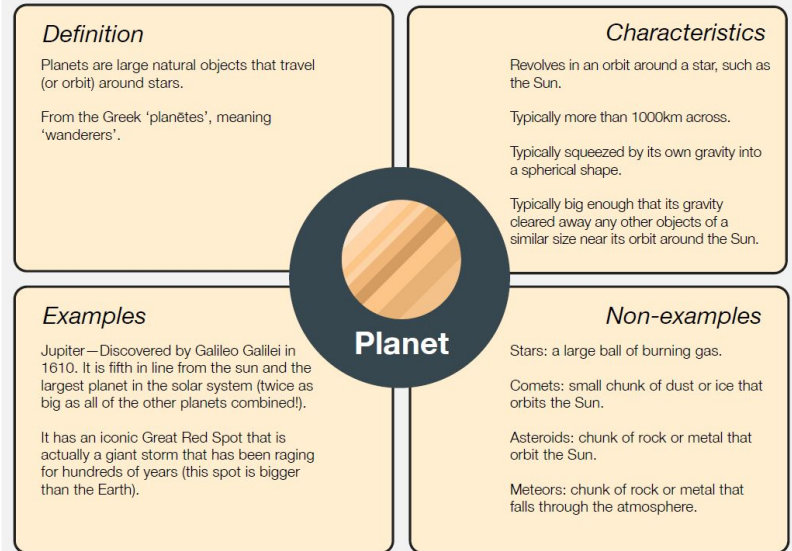 Definition
Planets are large natural objects that travel
(or orbit) around stars.
From the Greek ‘planētes’, meaning
‘wanderers’.
Characteristics
Revolves in an orbit around a star, such as
the Sun.
Typically more than 1000km across.
Typically squeezed by its own gravity into
a spherical shape.
Typically big enough that its gravity
cleared away any other objects of a
similar size near its orbit around the Sun.
Planet
Examples
Jupiter—Discovered by Galileo Galilei in
1610. It is fifth in line from the sun and the
largest planet in the solar system (twice as
big as all of the other planets combined!).
It has an iconic Great Red Spot that is
actually a giant storm that has been raging
for hundreds of years (this spot is bigger
than the Earth).
Non-examples
Stars: a large ball of burning gas.
Comets: small chunk of dust or ice that
orbits the Sun.
Asteroids: chunk of rock or metal that
orbit the Sun.
Meteors: chunk of rock or metal that
falls through the atmosphere.